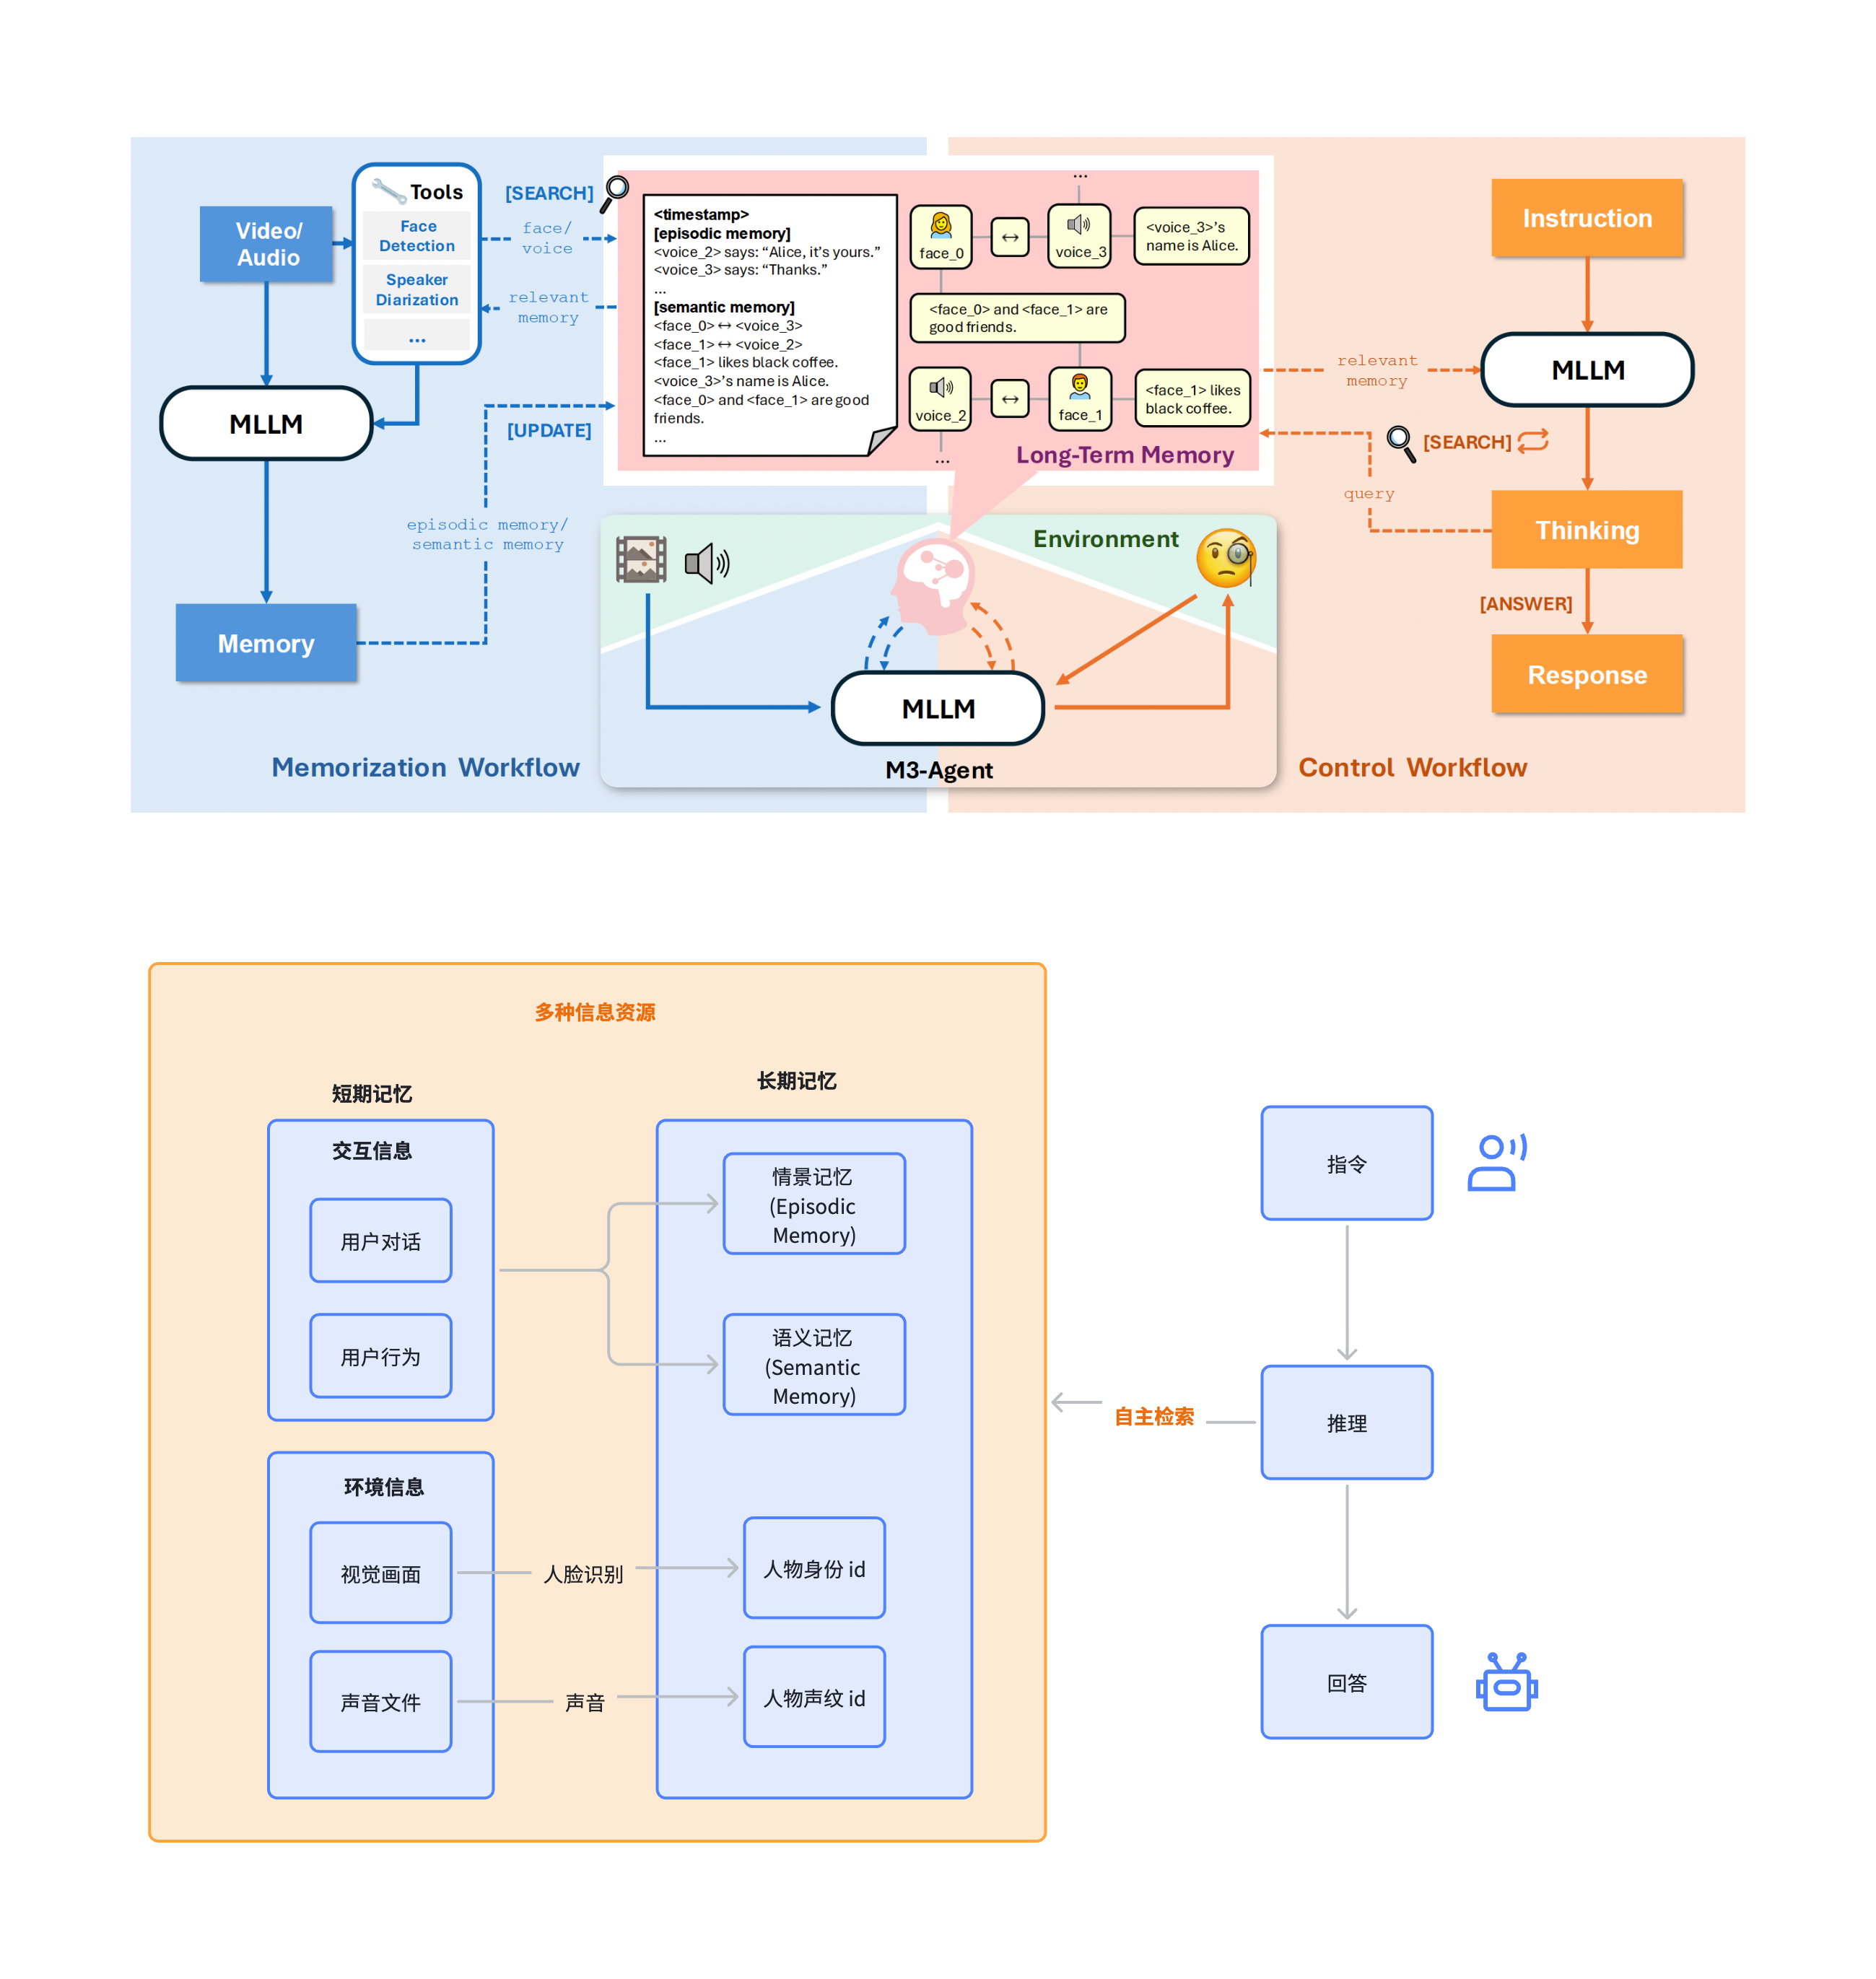 Tools
Face
Detection
Speaker
Diarization
...
Video/
Audio
MLLM
Memory
[SEARCH]
face/
voice
relevant
memory
[UPDATE]
episodic memory/
semantic memory
Memorization Workflow
<timestamp>
[episodic memory]
<voice_2> says: “Alice, it’s yours.”
<voice_3> says: “Thanks.”
...
[semantic memory]
<face_0> ↔ <voice_3>
<face_1> ↔ <voice_2>
<face_1> likes black coffee.
<voice_3>’s name is Alice.
<face_0> and <face_1> are good
friends.
...
...
face_0
↔
voice_3
<voice_3>’s
name is Alice.
<face_0> and <face_1> are
good friends.
voice_2
↔
face_1
<face_1> likes
black coffee.
...
Long-Term Memory
Environment
MLLM
M3-Agent
Instruction
relevant
memory
MLLM
[SEARCH]
query
Thinking
[ANSWER]
Response
Control Workflow
多种信息资源
短期记忆
长期记忆
交互信息
用户对话
用户行为
情景记忆
(Episodic
Memory)
语义记忆
(Semantic
Memory)
环境信息
视觉画面
人脸识别
人物身份 id
声音文件
声音
人物声纹 id
自主检索
指令
推理
回答